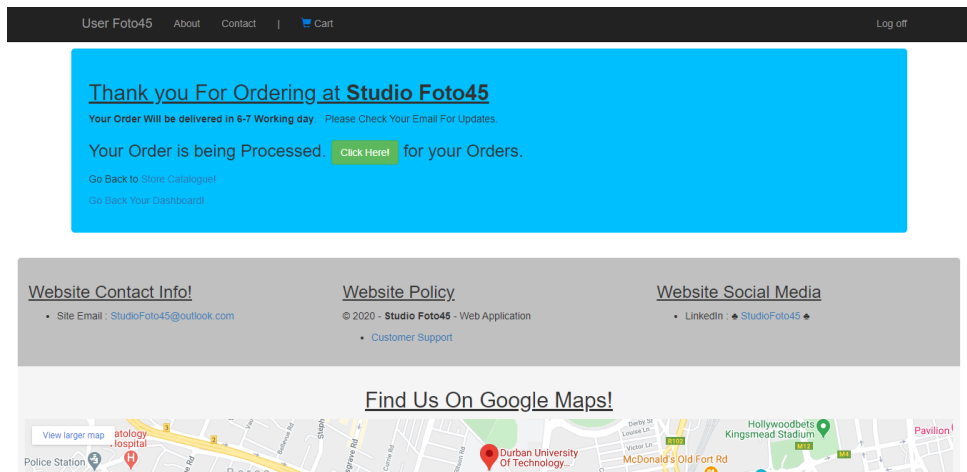 User Foto45 About Contact | Cart Log off
Thank you For Ordering at Studio Foto45
Your Order Will be delivered in 6-7 Working day. Please Check Your Email For Updates.
Your Order is being Processed. Click Here! for your Orders.
Go Back to Store Catalogue!
Go Back Your Dashboard!
Website Contact Info!
Site Email : StudioFoto45@outlook.com
Website Policy
© 2020 - Studio Foto45 - Web Application
Customer Support
Website Social Media
LinkedIn : ♠ StudioFoto45 ♠
Find Us On Google Maps!
View larger map
Police Station
Durban University
Of Technology...
Derby St
R102
McDonald's Old Fort Rd
Hollywoodbets
Kingsmead Stadium
M12
M4
Pavilion